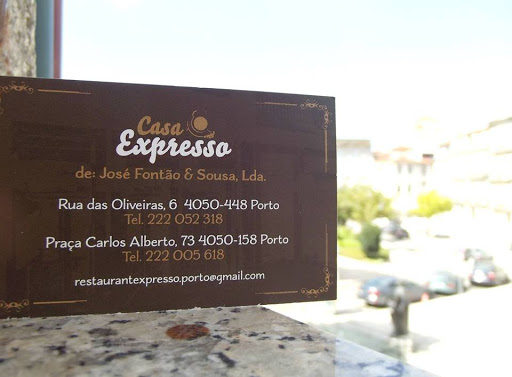 Casa
Expresso
de: José Fontão & Sousa, Lda.
Rua das Oliveiras, 6 4050-448 Porto
Tel. 222 052 318
Praça Carlos Alberto, 73 4050-158 Porto
Tel. 222 005 618
restaurantexpresso.porto@gmail.com